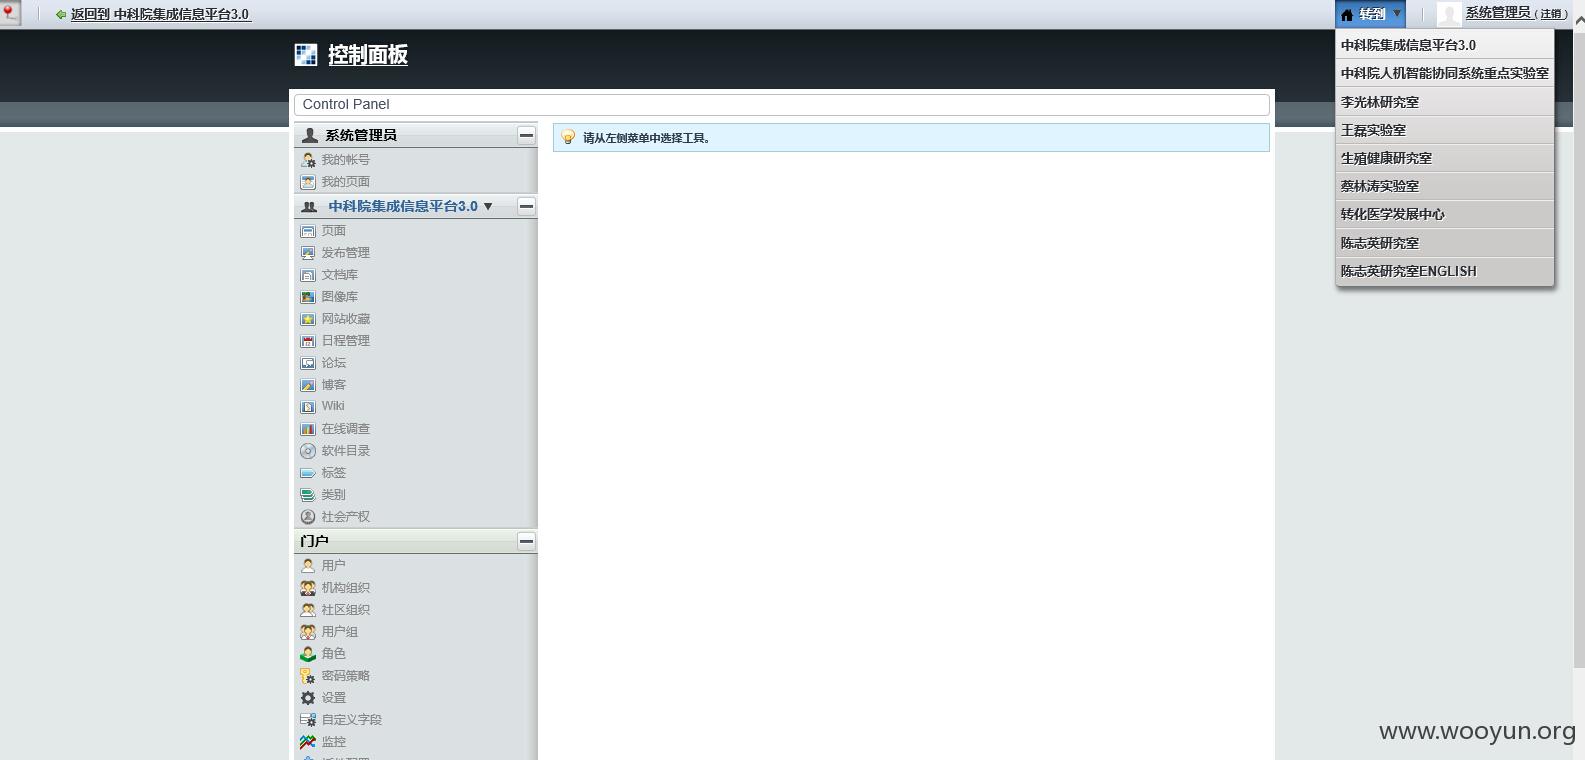 返回到 中科院集成信息平台3.0
转到
系统管理员 (注销)
控制面板
中科院集成信息平台3.0
中科院人机智能协同系统重点实验室
李光林研究室
王磊实验室
生殖健康研究室
蔡林涛实验室
转化医学发展中心
陈志英研究室
陈志英研究室ENGLISH
Control Panel
系统管理员
请从左侧菜单中选择工具。
我的帐号
我的页面
中科院集成信息平台3.0
页面
发布管理
文档库
图像库
网站收藏
日程管理
论坛
博客
Wiki
在线调查
软件目录
标签
类别
社会产权
门户
用户
机构组织
社区组织
用户组
角色
密码策略
设置
自定义字段
监控
www.wooyun.org